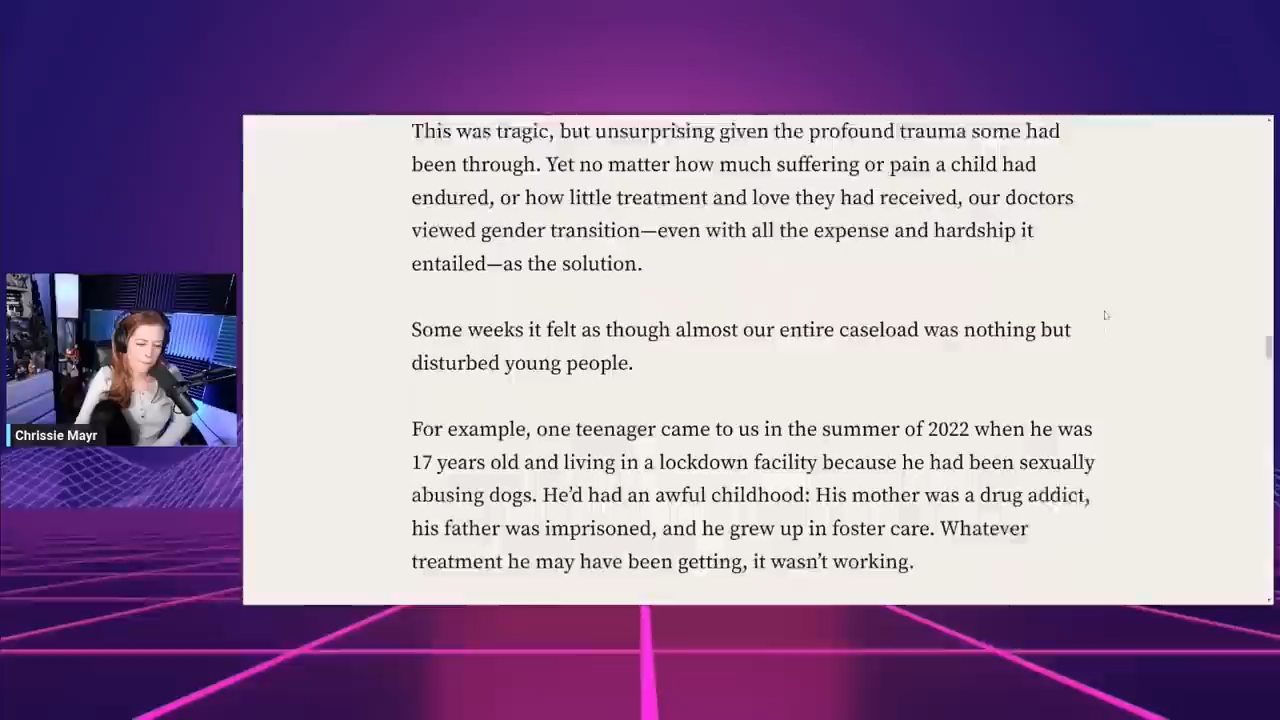 This was tragic, but unsurprising given the profound trauma some had
been through. Yet no matter how much suffering or pain a child had
endured, or how little treatment and love they had received, our doctors
viewed gender transition—even with all the expense and hardship it
entailed—as the solution.
Some weeks it felt as though almost our entire caseload was nothing but
disturbed young people.
For example, one teenager came to us in the summer of 2022 when he was
17 years old and living in a lockdown facility because he had been sexually
abusing dogs. He’d had an awful childhood: His mother was a drug addict,
his father was imprisoned, and he grew up in foster care. Whatever
treatment he may have been getting, it wasn’t working.
Chrissie Mayr